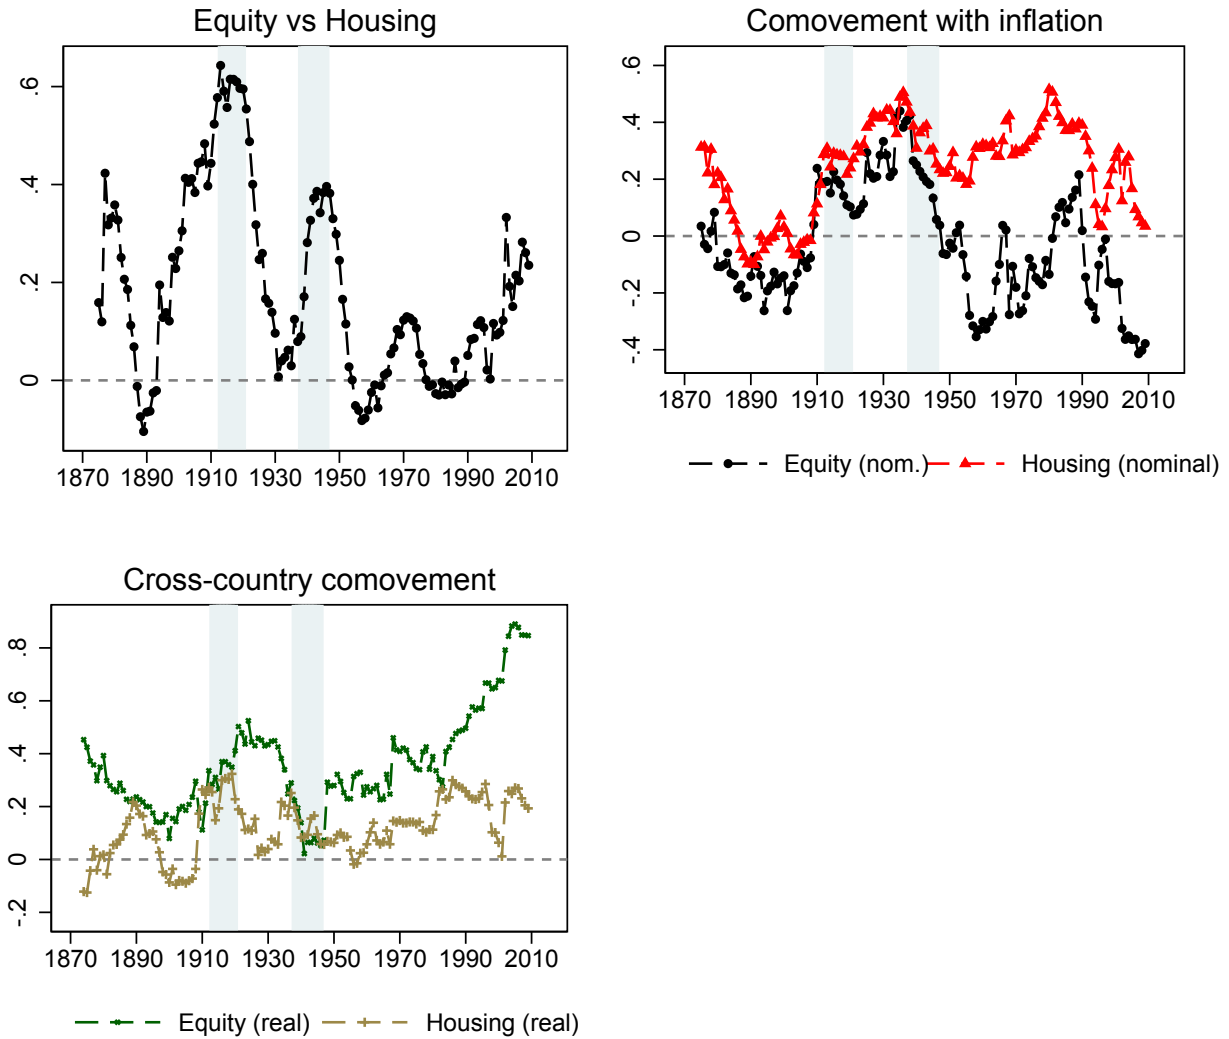 Equity vs Housing
.6
.4
.2
0
1870 1890 1910 1930 1950 1970 1990 2010
Comovement with inflation
.6
.4
.2
0
-.2
-.4
1870 1890 1910 1930 1950 1970 1990 2010
Equity (nom.) Housing (nominal)
Cross-country comovement
.8
.6
.4
.2
0
-.2
1870 1890 1910 1930 1950 1970 1990 2010
Equity (real) Housing (real)